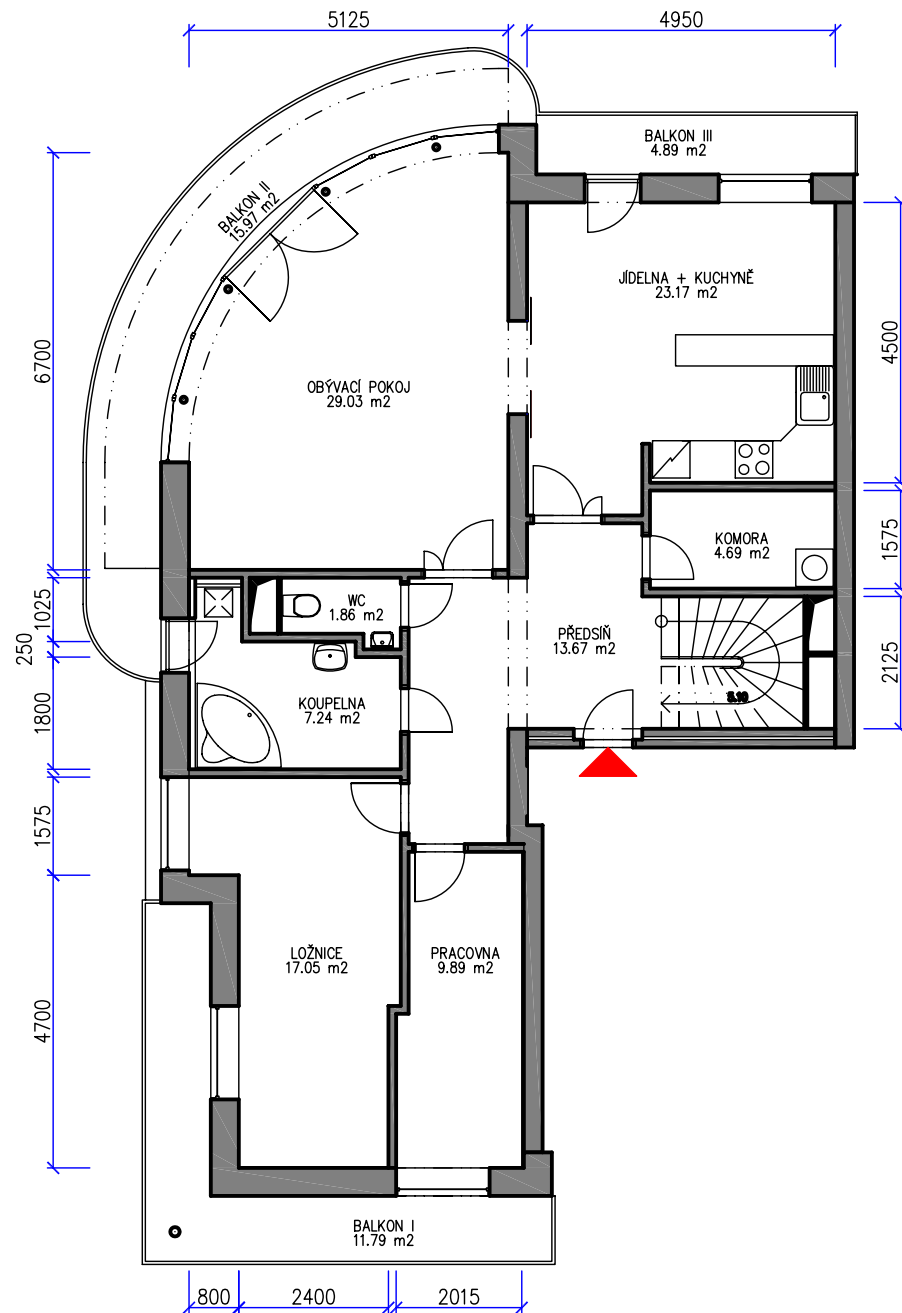 5125
4950
BALKON III
4.89 m2
BALKON II
15.97 m2
JÍDELNA + KUCHYNĚ
23.17 m2
6700
4500
OBÝVACÍ POKOJ
29.03 m2
KOMORA
4.69 m2
1575
WC
1.86 m2
1025
250
PŘEDSÍŇ
13.67 m2
2125
KOUPELNA
7.24 m2
1800
1575
LOŽNICE
17.05 m2
PRACOVNA
9.89 m2
4700
BALKON I
11.79 m2
800
2400
2015